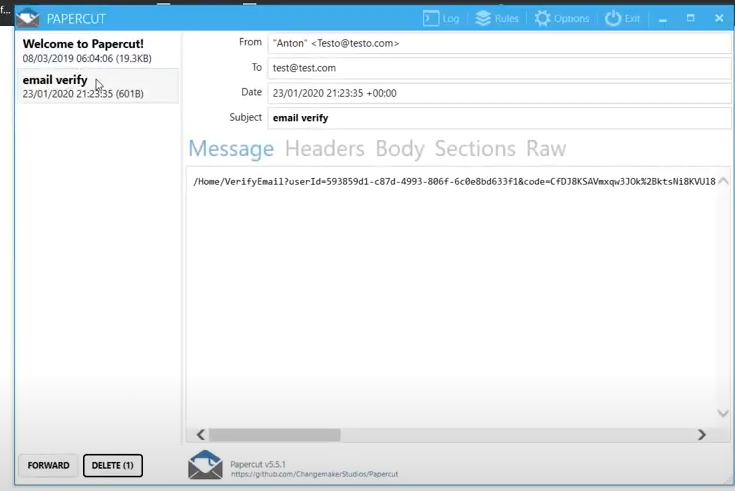 f...
PAPERCUT
Log
Rules
Options
Exit
Welcome to Papercut!
08/03/2019 06:04:06 (19.3KB)
email verify
23/01/2020 21:23:35 (601B)
From "Anton" <Testo@testo.com>
To test@test.com
Date 23/01/2020 21:23:35 +00:00
Subject email verify
Message Headers Body Sections Raw
/Home/VerifyEmail?userId=593859d1-c87d-4993-806f-6c0e8bd633f1&code=CfDJ8KSAVmxqw3JOk%2BktsNi8KVUl8
FORWARD
DELETE (1)
Papercut v5.5.1
https://github.com/ChangemakerStudios/Papercut